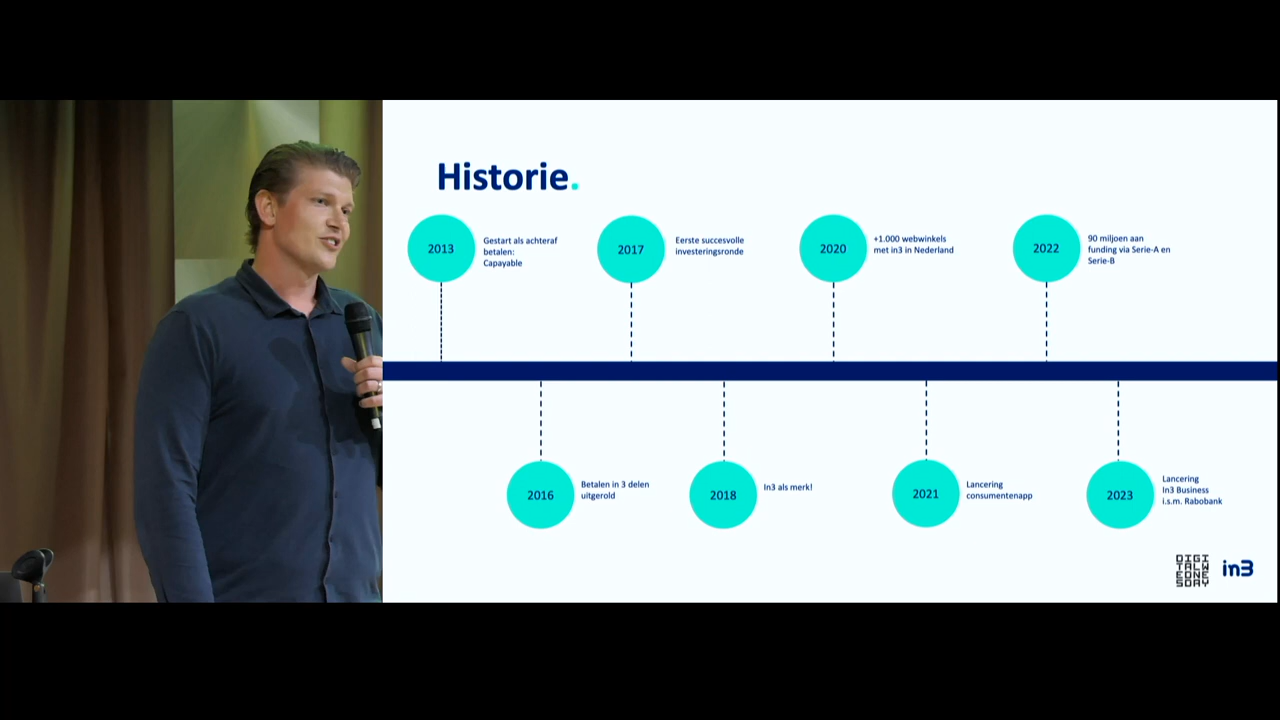 Historie.
2013
Gestart als achteraf
betalen:
Capayable
2017
Eerste succesvolle
investeringsronde
2020
+1.000 webwinkels
met in3 in Nederland
2022
90 miljoen aan
funding via Serie-A en
Serie-B
2016
Betalen in 3 delen
uitgerold
2018
In3 als merk!
2021
Lancering
consumentenapp
2023
Lancering
In3 Business
i.s.m. Rabobank
DIGI
TALW
EDNE
SDAY
in3